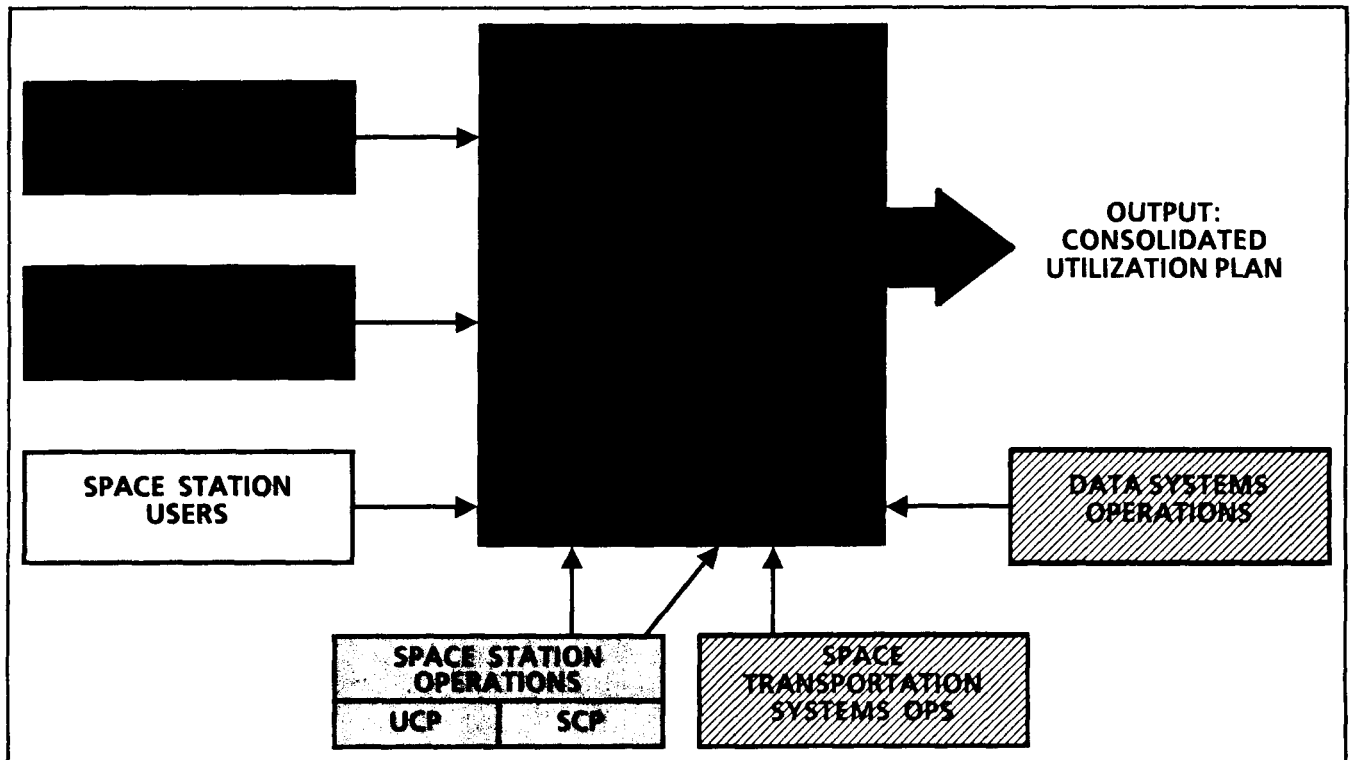 OUTPUT:
CONSOLIDATED
UTILIZATION PLAN
SPACE STATION
USERS
DATA SYSTEMS
OPERATIONS
SPACE STATION
OPERATIONS
UCP
SCP
SPACE
TRANSPORTATION
SYSTEMS OPS